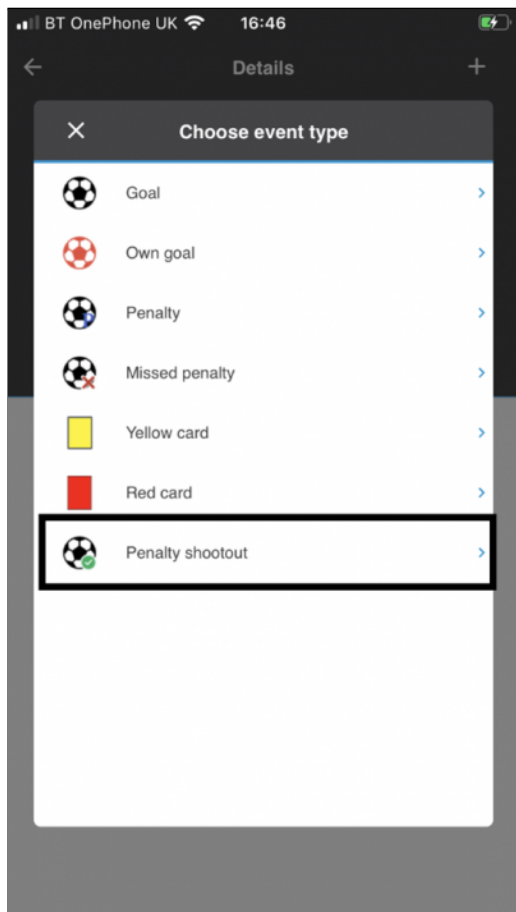 BT OnePhone UK 16:46
Details
Choose event type
Goal
Own goal
Penalty
Missed penalty
Yellow card
Red card
Penalty shootout